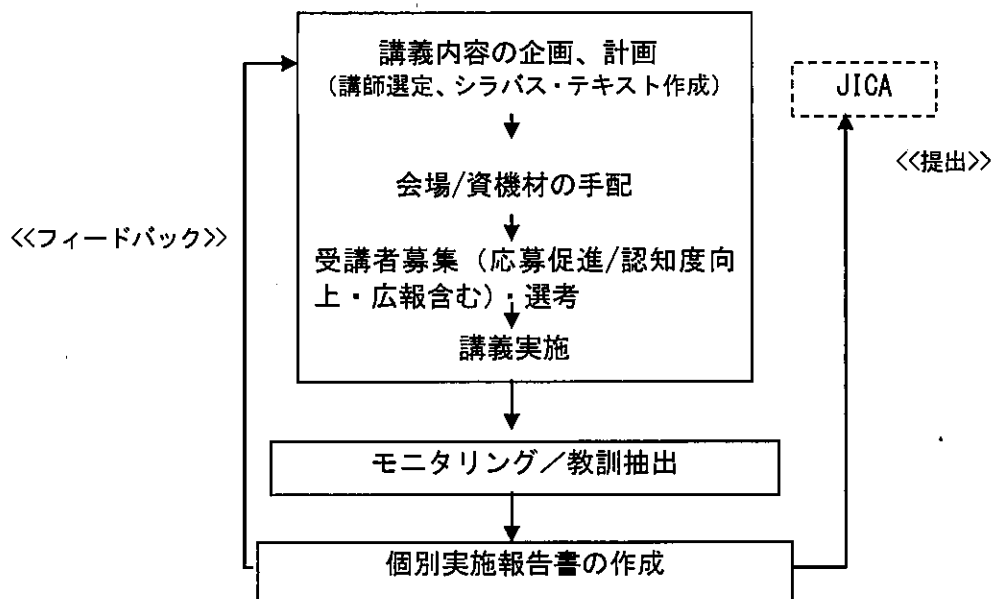 講義内容の企画、計画
(講師選定、シラバス・テキスト作成)
JICA
<<提出>>
会場/資機材の手配
<<フィードバック>>
受講者募集（応募促進/認知度向
上・広報含む）・選考
講義実施
モニタリング／教訓抽出
個別実施報告書の作成